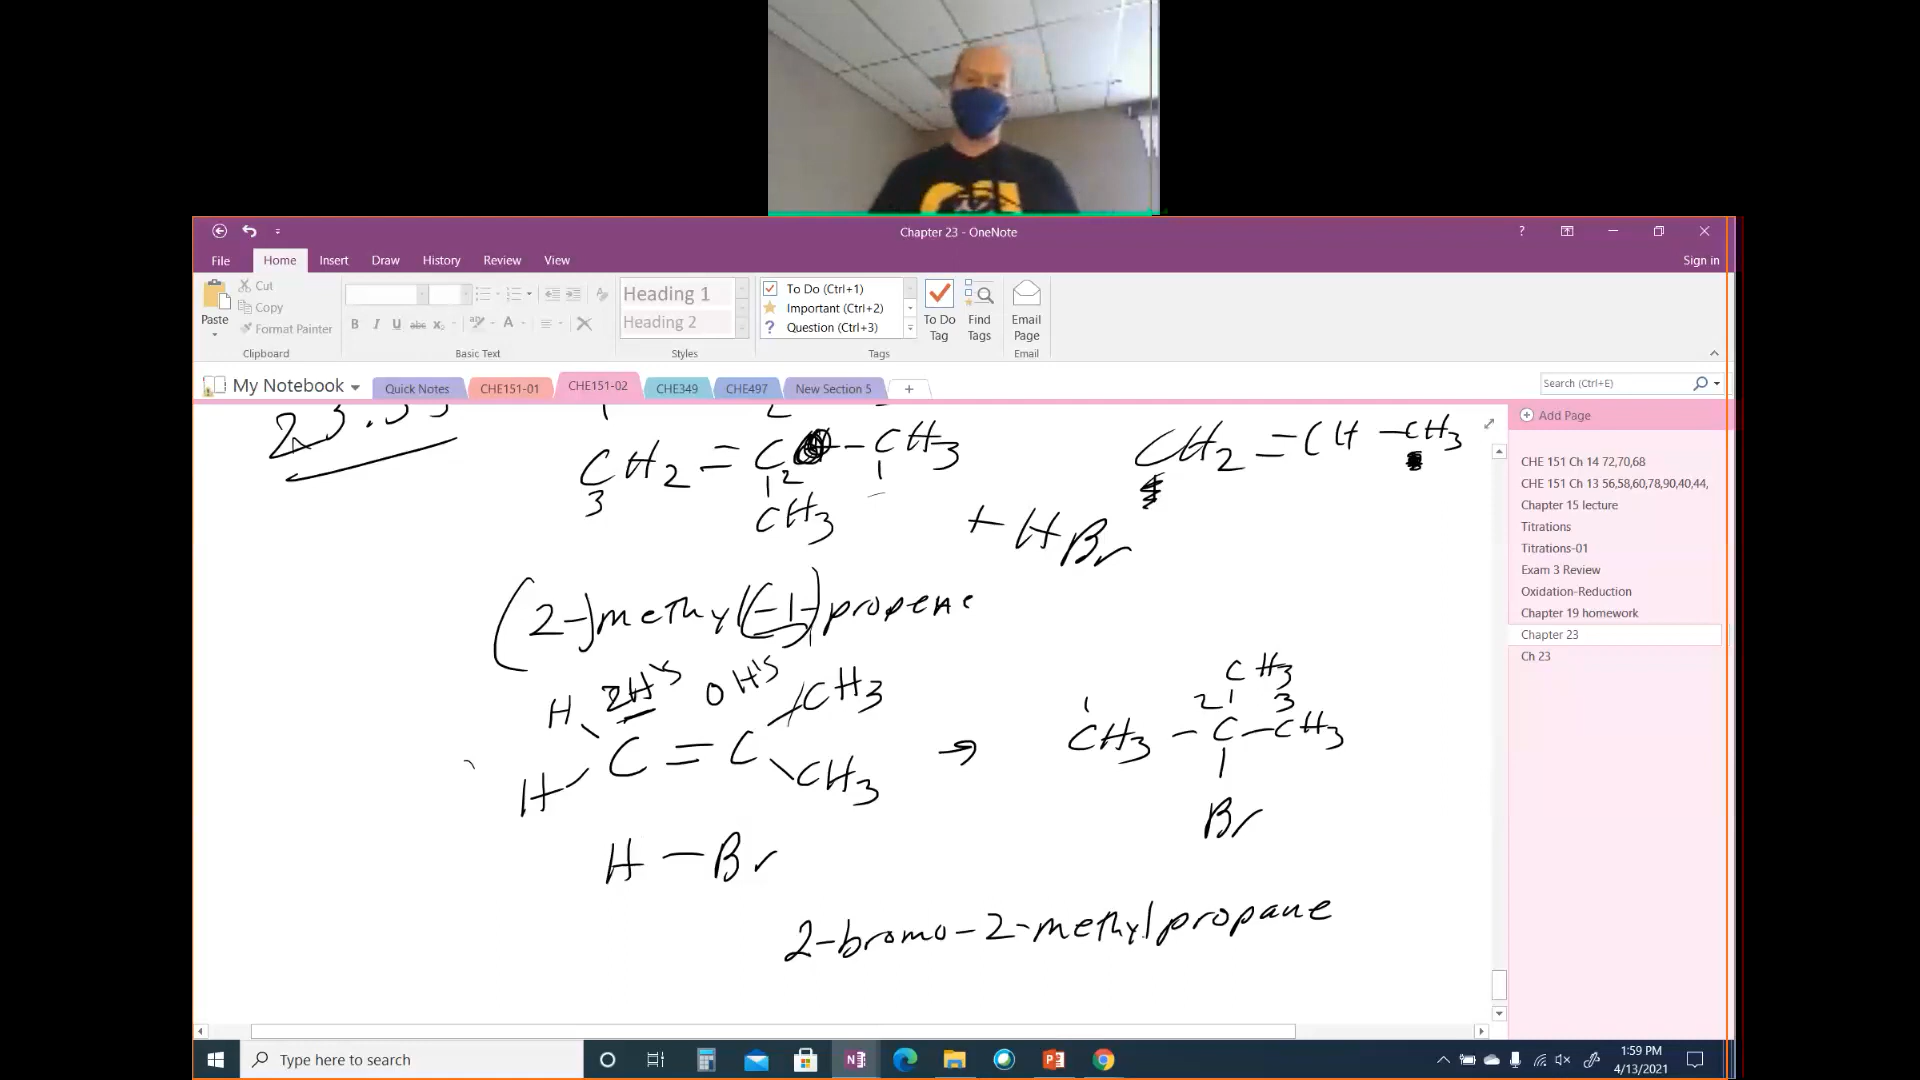 Chapter 23 - OneNote
?
File Home Insert Draw History Review View
Sign in
Paste
Cut
Copy
Format Painter
Clipboard
B I U abc X₂ A
Basic Text
Heading 1
Heading 2
Styles
To Do (Ctrl+1)
Important (Ctrl+2)
? Question (Ctrl+3)
Tags
To Do Tag
Find Tags
Email Page
Email
My Notebook Quick Notes CHE151-01 CHE151-02 CHE349 CHE497 New Section 5 +
Search (Ctrl+E)
Add Page
CHE 151 Ch 14 72,70,68
CHE 151 Ch 13 56,58,60,78,90,40,44,
Chapter 15 lecture
Titrations
Titrations-01
Exam 3 Review
Oxidation-Reduction
Chapter 19 homework
Chapter 23
Ch 23
CH2 = C - CH3
3 2 1
CH3
CH2 = CH - CH3
+ HBr
(2-)methyl(-1-)propene
H 2H's 0 H's CH3
C = C
H CH3
H - Br
→
CH3
1 2 3
CH3 - C - CH3
Br
2-bromo-2-methylpropane
Type here to search
1:59 PM
4/13/2021